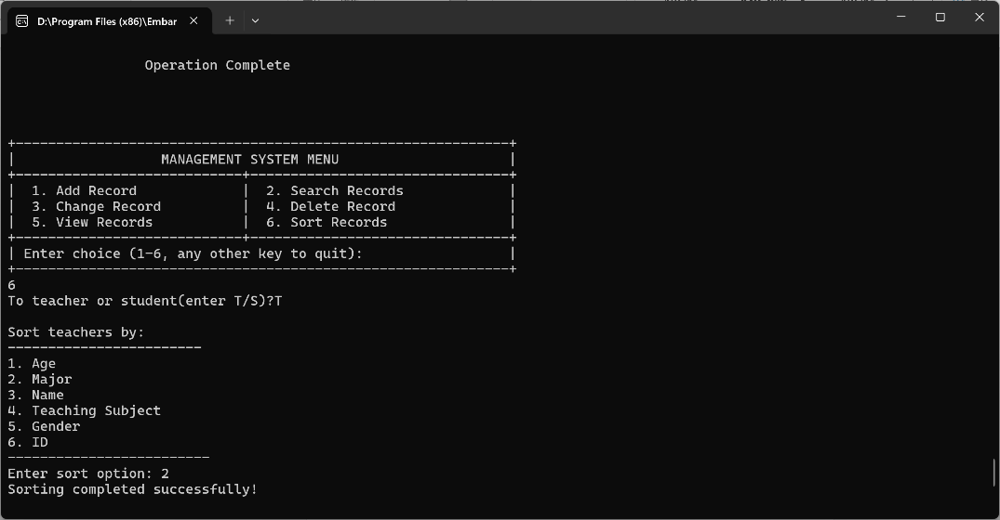 D:\Program Files (x86)\Embar
Operation Complete
+-------------------------------------------------------------+
| MANAGEMENT SYSTEM MENU |
+----------------------------+--------------------------------+
| 1. Add Record | 2. Search Records |
| 3. Change Record | 4. Delete Record |
| 5. View Records | 6. Sort Records |
+----------------------------+--------------------------------+
| Enter choice (1-6, any other key to quit): |
+-------------------------------------------------------------+
6
To teacher or student(enter T/S)?T
Sort teachers by:
------------------------
1. Age
2. Major
3. Name
4. Teaching Subject
5. Gender
6. ID
-------------------------
Enter sort option: 2
Sorting completed successfully!